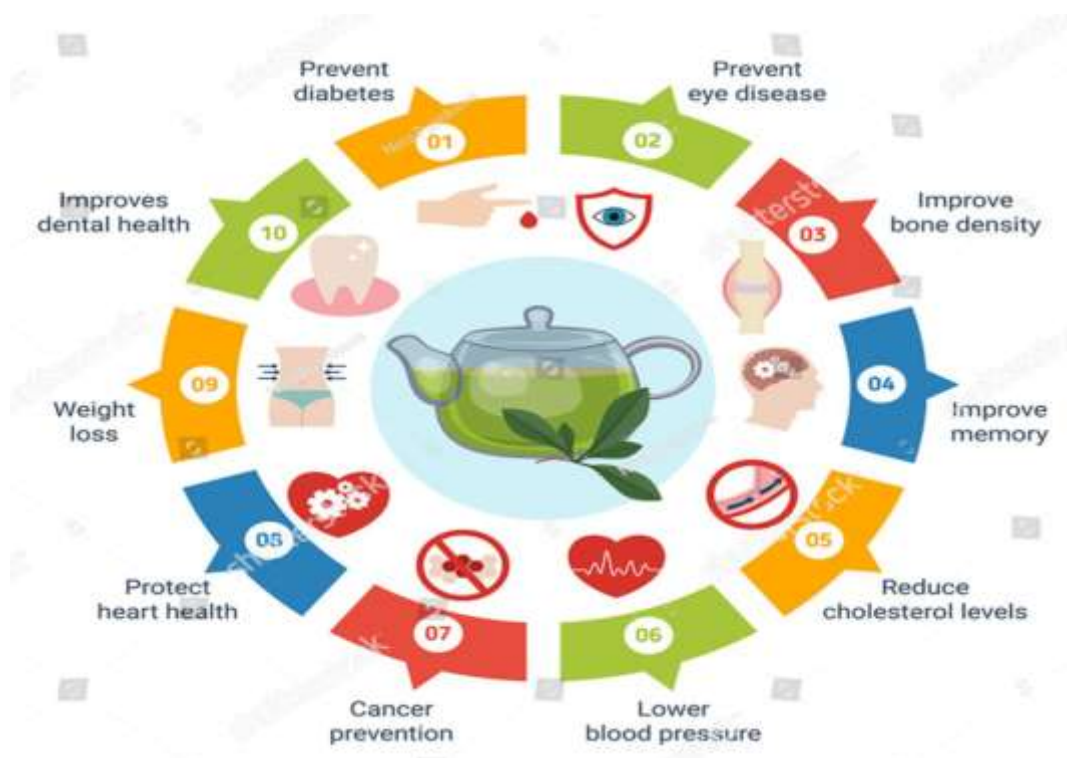 Prevent
diabetes
01
Prevent
eye disease
02
Improve
bone density
03
Improve
memory
04
Reduce
cholesterol levels
05
Lower
blood pressure
06
Cancer
prevention
07
Protect
heart health
08
Weight
loss
09
Improves
dental health
10